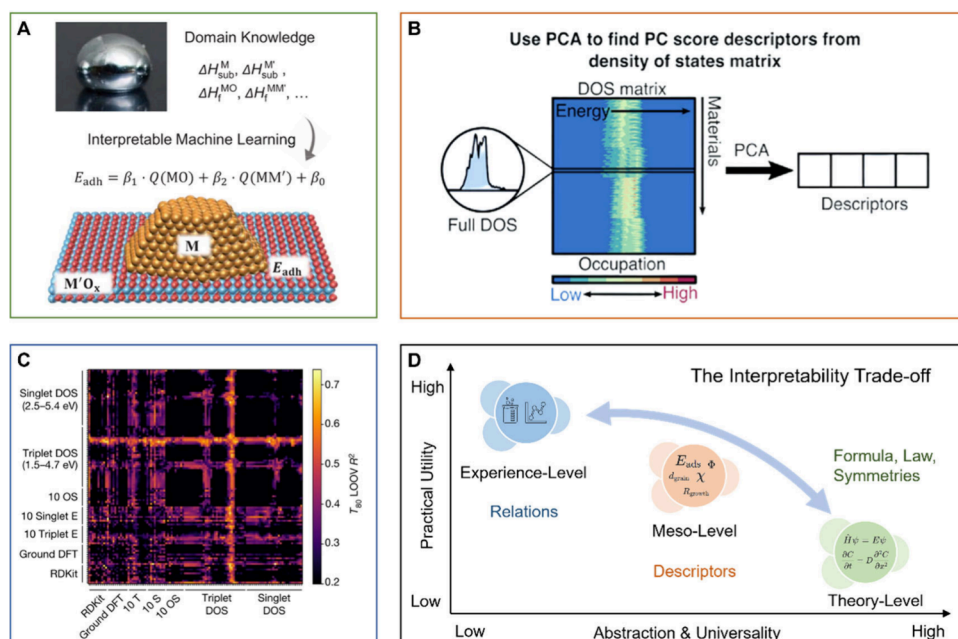 A
Domain Knowledge
ΔH_sub^M, ΔH_sub^M',
ΔH_f^MO, ΔH_f^MM', ...
Interpretable Machine Learning
E_adh = β₁ · Q(MO) + β₂ · Q(MM′) + β₀
M
E_adh
M′Oₓ
B
Use PCA to find PC score descriptors from
density of states matrix
DOS matrix
Energy
Materials
PCA
Full DOS
Descriptors
Occupation
Low
High
C
Singlet DOS
(2.5–5.4 eV)
Triplet DOS
(1.5–4.7 eV)
10 OS
10 Singlet E
10 Triplet E
Ground DFT
RDKit
RDKit
Ground DFT
10 T
10 S
10 OS
Triplet
DOS
Singlet
DOS
0.7
0.6
0.5
0.4
0.3
0.2
T₈₀ LOOV R²
D
The Interpretability Trade-off
High
Practical Utility
Low
Experience-Level
Relations
E_ads Φ
d_grain χ
R_growth
Meso-Level
Descriptors
Formula, Law,
Symmetries
Ĥψ = Eψ
∂C/∂t − D ∂²C/∂x²
Theory-Level
Low
Abstraction & Universality
High